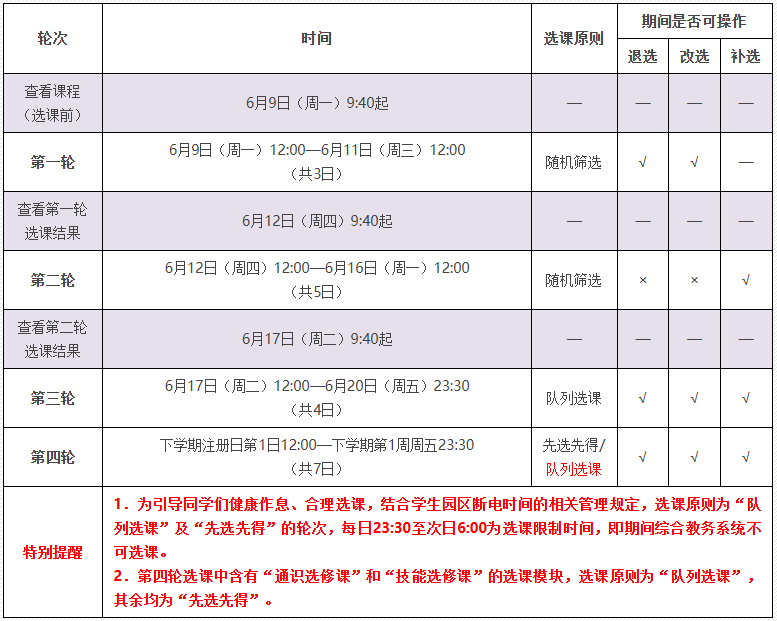 轮次 时间 选课原则 期间是否可操作
退选 改选 补选
查看课程
（选课前）
6月9日（周一）9:40起 — — — —
第一轮
6月9日（周一）12:00—6月11日（周三）12:00
（共3日）
随机筛选 √ √ —
查看第一轮
选课结果
6月12日（周四）9:40起 — — — —
第二轮
6月12日（周四）12:00—6月16日（周一）12:00
（共5日）
随机筛选 × × √
查看第二轮
选课结果
6月17日（周二）9:40起 — — — —
第三轮
6月17日（周二）12:00—6月20日（周五）23:30
（共4日）
队列选课 √ √ √
第四轮
下学期注册日第1日12:00—下学期第1周周五23:30
（共7日）
先选先得/
队列选课
√ √ √
特别提醒
1．为引导同学们健康作息、合理选课，结合学生园区断电时间的相关管理规定，选课原则为“队
列选课”及“先选先得”的轮次，每日23:30至次日6:00为选课限制时间，即期间综合教务系统不
可选课。
2．第四轮选课中含有“通识选修课”和“技能选修课”的选课模块，选课原则为“队列选课”，
其余均为“先选先得”。